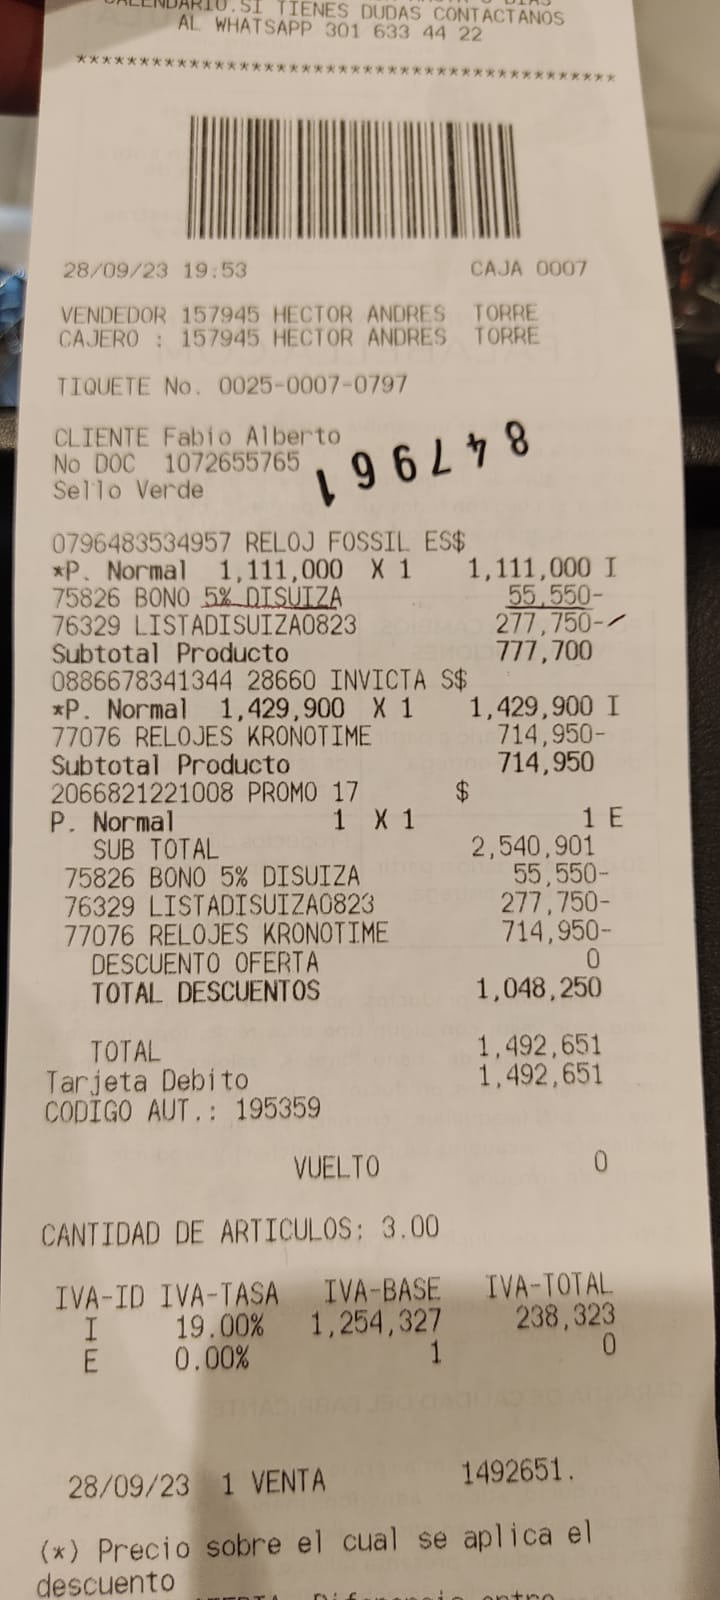 CALENDARIO.SI TIENES DUDAS CONTACTANOS
AL WHATSAPP 301 633 44 22
********************************************
28/09/23 19:53 CAJA 0007
VENDEDOR 157945 HECTOR ANDRES TORRE
CAJERO : 157945 HECTOR ANDRES TORRE
TIQUETE No. 0025-0007-0797
CLIENTE Fabio Alberto
No DOC 1072655765
847961
Sello Verde
0796483534957 RELOJ FOSSIL ES$
*P. Normal 1,111,000 X 1 1,111,000 I
75826 BONO 5% DISUIZA 55,550-
76329 LISTADISUIZA0823 277,750-
Subtotal Producto 777,700
0886678341344 28660 INVICTA S$
*P. Normal 1,429,900 X 1 1,429,900 I
77076 RELOJES KRONOTIME 714,950-
Subtotal Producto 714,950
2066821221008 PROMO 17 $
P. Normal 1 X 1 1 E
SUB TOTAL 2,540,901
75826 BONO 5% DISUIZA 55,550-
76329 LISTADISUIZA0823 277,750-
77076 RELOJES KRONOTIME 714,950-
DESCUENTO OFERTA 0
TOTAL DESCUENTOS 1,048,250
TOTAL 1,492,651
Tarjeta Debito 1,492,651
CODIGO AUT.: 195359
VUELTO 0
CANTIDAD DE ARTICULOS: 3.00
IVA-ID IVA-TASA IVA-BASE IVA-TOTAL
I 19.00% 1,254,327 238,323
E 0.00% 1 0
28/09/23 1 VENTA 1492651.
(*) Precio sobre el cual se aplica el
descuento